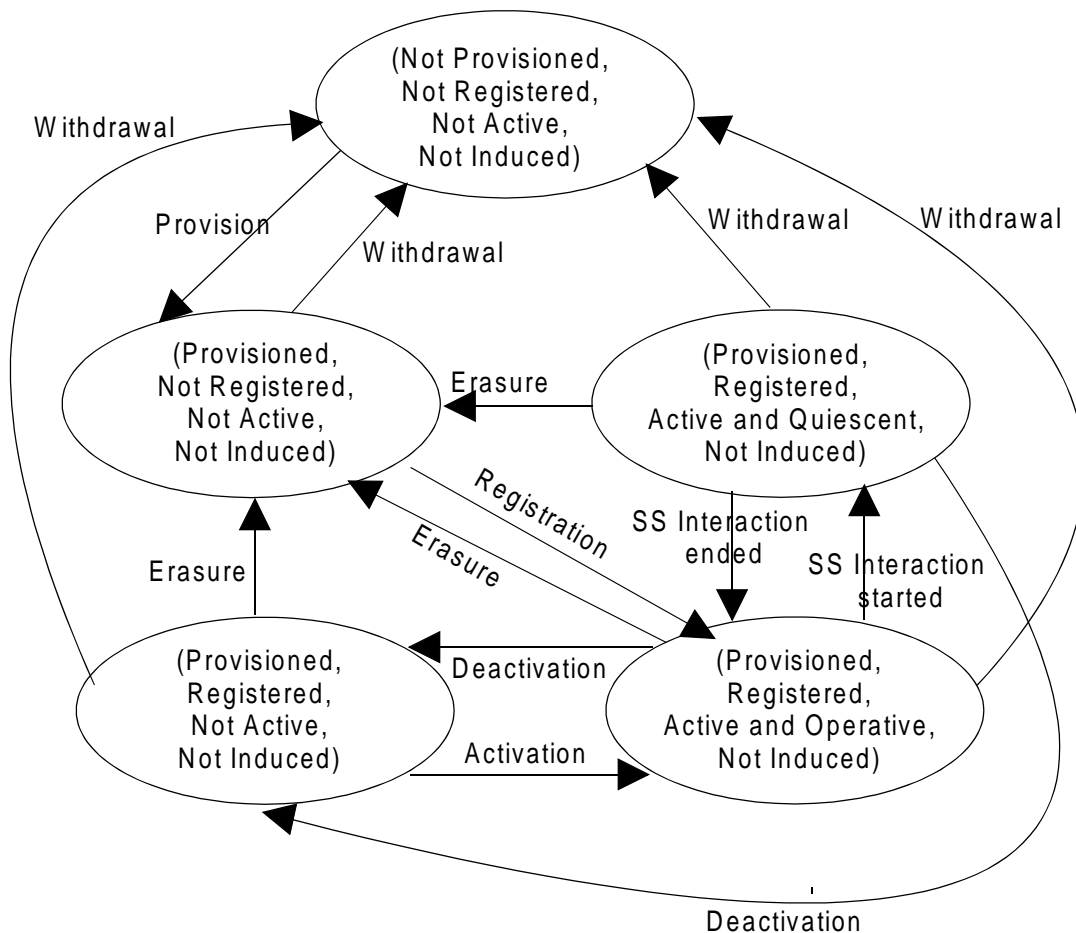 (Not Provisioned,
Not Registered,
Not Active,
Not Induced)
Withdrawal
Provision
Withdrawal
Withdrawal
Withdrawal
(Provisioned,
Not Registered,
Not Active,
Not Induced)
Erasure
(Provisioned,
Registered,
Active and Quiescent,
Not Induced)
Registration
Erasure
SS Interaction
ended
SS Interaction
started
Erasure
(Provisioned,
Registered,
Not Active,
Not Induced)
Deactivation
Activation
(Provisioned,
Registered,
Active and Operative,
Not Induced)
Deactivation